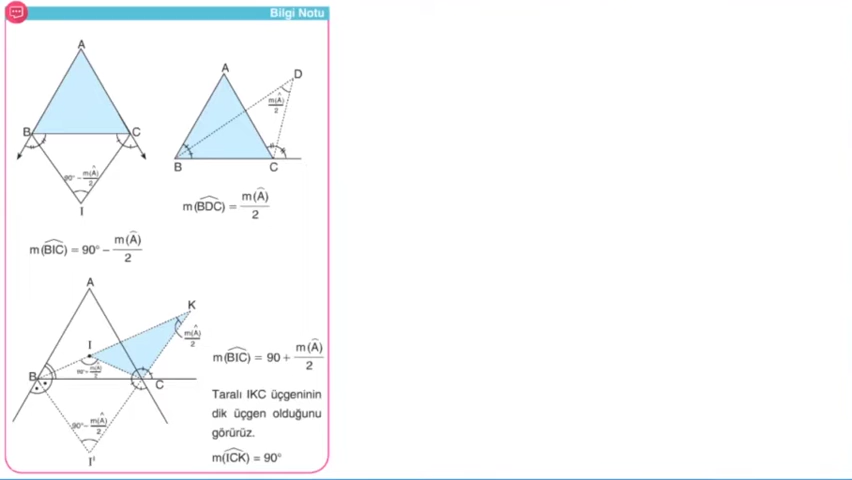 Bilgi Notu
A
B
C
90° – m(Â)/2
I
m(BIC) = 90° – m(A)/2
A
D
m(Â)/2
B
C
m(BDC) = m(A)/2
A
K
I
m(Â)/2
90°+ m(A)/2
B
C
90°– m(Â)/2
I'
m(BIC) = 90 + m(A)/2
Taralı IKC üçgeninin
dik üçgen olduğunu
görürüz.
m(ICK) = 90°